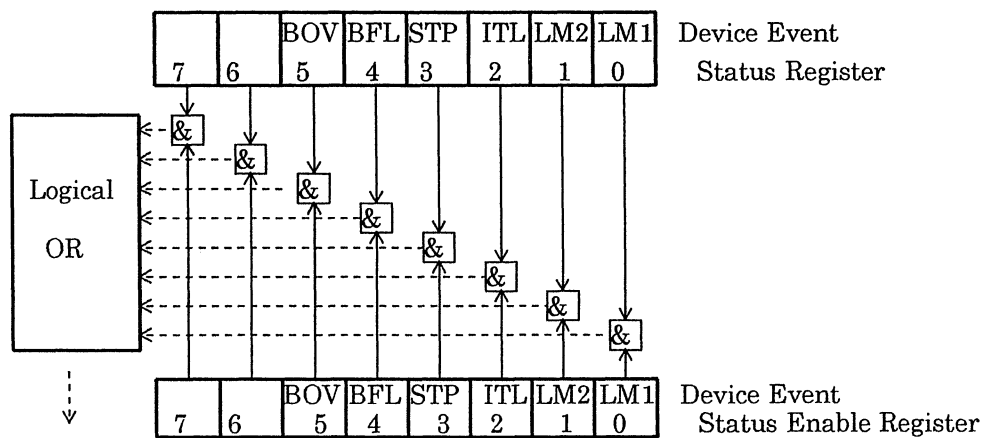 BOV BFL STP ITL LM2 LM1 Device Event
7 6 5 4 3 2 1 0 Status Register
&
&
Logical
&
&
OR
&
&
&
&
BOV BFL STP ITL LM2 LM1 Device Event
7 6 5 4 3 2 1 0 Status Enable Register